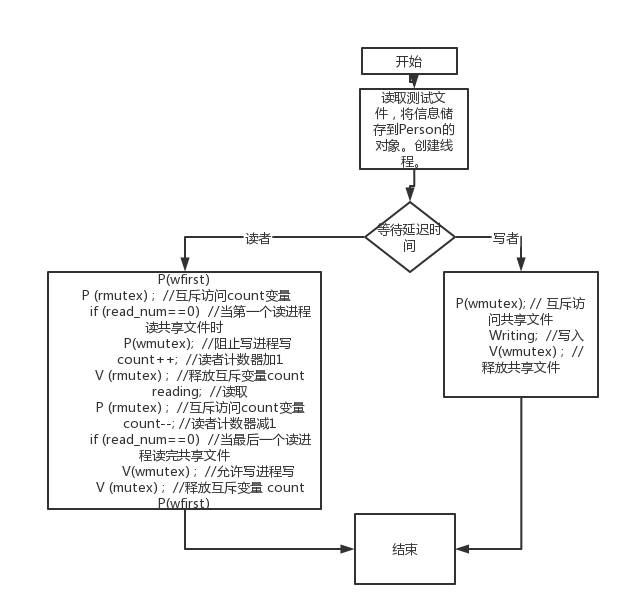 开始
读取测试文
件，将信息储
存到Person的
对象。创建线
程。
等待延迟时
间
读者
写者
P(wfirst)
P (rmutex)； //互斥访问count变量
if (read_num==0) //当第一个读进程
读共享文件时
P(wmutex); //阻止写进程写
count++; //读者计数器加1
V (rmutex)； //释放互斥变量count
reading; //读取
P (rmutex)； //互斥访问count变量
count--; //读者计数器减1
if (read_num==0) //当最后一个读进
程读完共享文件
V(wmutex)； //允许写进程写
V (mutex)； //释放互斥变量 count
P(wfirst)
P(wmutex); // 互斥访
问共享文件
Writing; //写入
V(wmutex)； //
释放共享文件
结束